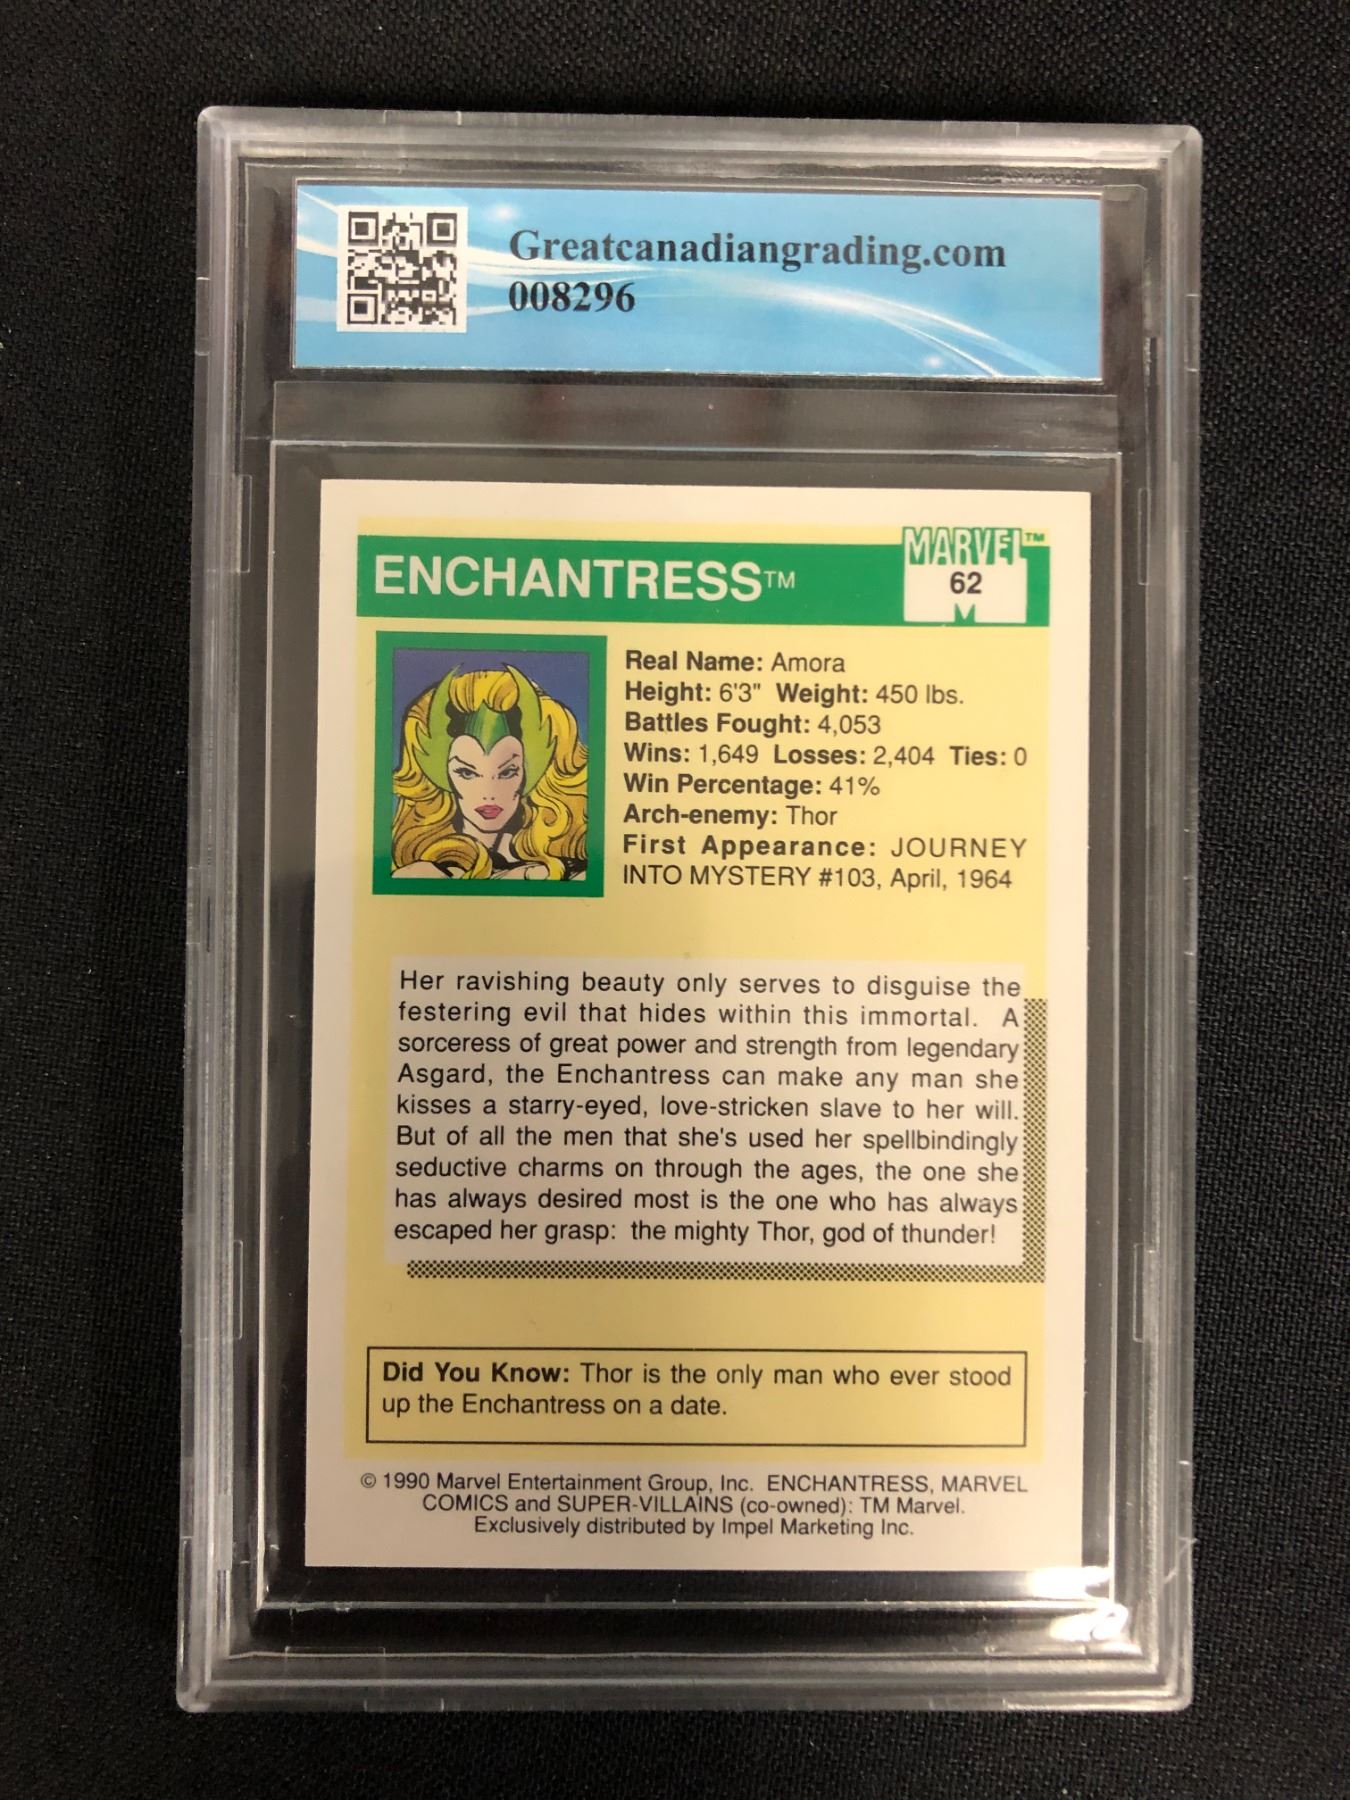 Greatcanadiangrading.com
008296
ENCHANTRESS™
MARVEL™
62
Real Name: Amora
Height: 6'3" Weight: 450 lbs.
Battles Fought: 4,053
Wins: 1,649 Losses: 2,404 Ties: 0
Win Percentage: 41%
Arch-enemy: Thor
First Appearance: JOURNEY
INTO MYSTERY #103, April, 1964
Her ravishing beauty only serves to disguise the
festering evil that hides within this immortal. A
sorceress of great power and strength from legendary
Asgard, the Enchantress can make any man she
kisses a starry-eyed, love-stricken slave to her will.
But of all the men that she's used her spellbindingly
seductive charms on through the ages, the one she
has always desired most is the one who has always
escaped her grasp: the mighty Thor, god of thunder!
Did You Know: Thor is the only man who ever stood
up the Enchantress on a date.
© 1990 Marvel Entertainment Group, Inc. ENCHANTRESS, MARVEL
COMICS and SUPER-VILLAINS (co-owned): TM Marvel.
Exclusively distributed by Impel Marketing Inc.